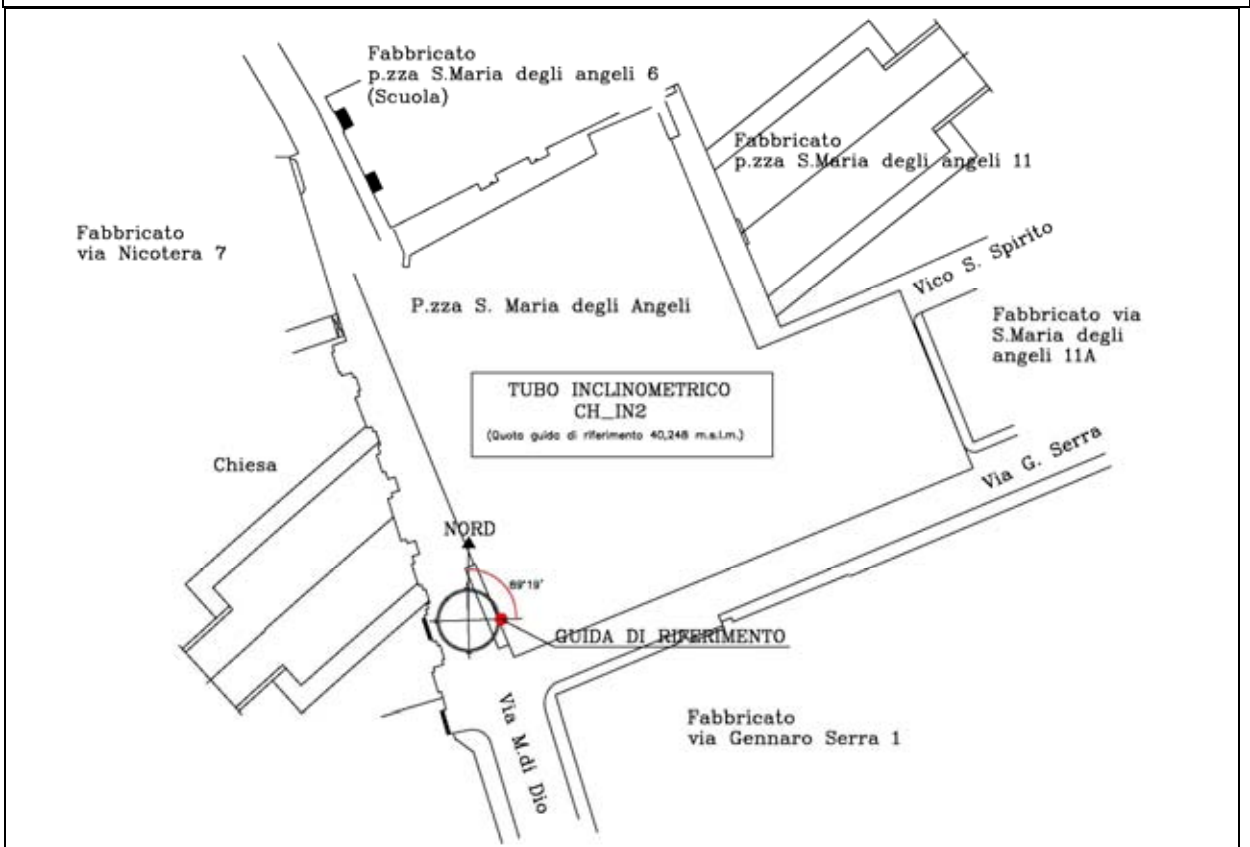 Fabbricato
p.zza S.Maria degli angeli 6
(Scuola)
Fabbricato
p.zza S.Maria degli angeli 11
Fabbricato
via Nicotera 7
Vico S. Spirito
P.zza S. Maria degli Angeli
Fabbricato via
S.Maria degli
angeli 11A
TUBO INCLINOMETRICO
CH_IN2
(Quota guida di riferimento 40,248 m.s.l.m.)
Via G. Serra
Chiesa
NORD
89°19'
GUIDA DI RIFERIMENTO
Via M.di Dio
Fabbricato
via Gennaro Serra 1